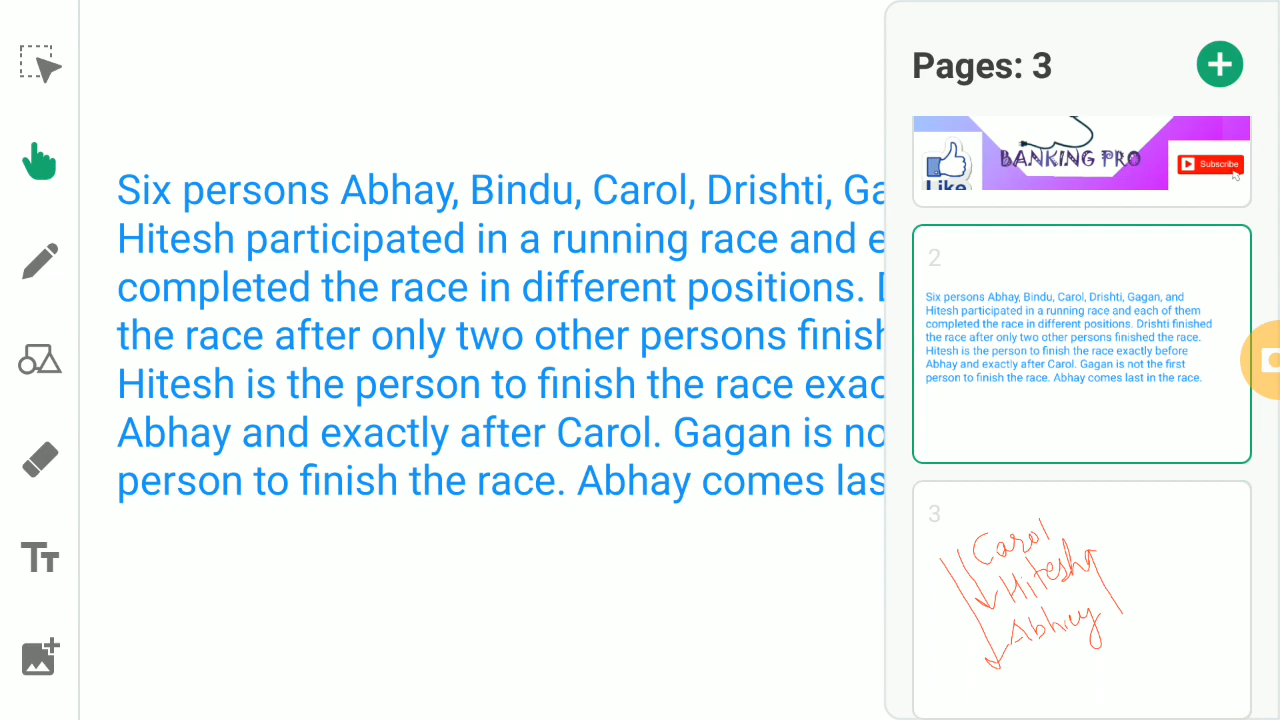 Six persons Abhay, Bindu, Carol, Drishti, Ga
Hitesh participated in a running race and e
completed the race in different positions. D
the race after only two other persons finish
Hitesh is the person to finish the race exac
Abhay and exactly after Carol. Gagan is no
person to finish the race. Abhay comes las
Tт
Pages: 3
BANKING PRO
Like
Subscribe
2
Six persons Abhay, Bindu, Carol, Drishti, Gagan, and
Hitesh participated in a running race and each of them
completed the race in different positions. Drishti finished
the race after only two other persons finished the race.
Hitesh is the person to finish the race exactly before
Abhay and exactly after Carol. Gagan is not the first
person to finish the race. Abhay comes last in the race.
3
Carol
Hitesh
Abhay